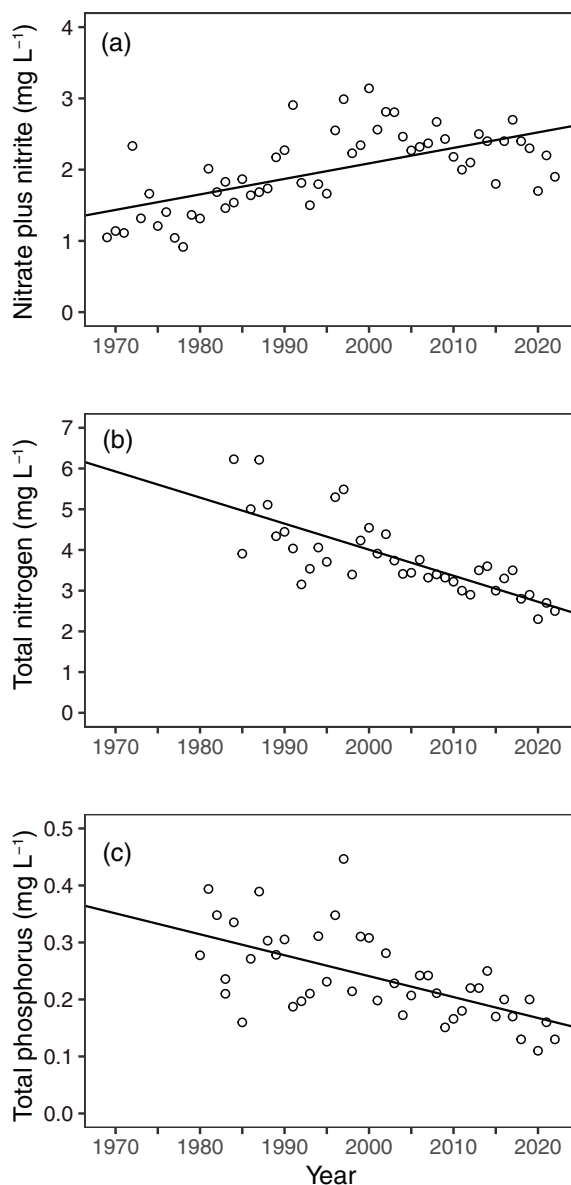 (a)
Nitrate plus nitrite (mg L⁻¹)
4
3
2
1
0
1970 1980 1990 2000 2010 2020
(b)
Total nitrogen (mg L⁻¹)
7
6
5
4
3
2
1
0
1970 1980 1990 2000 2010 2020
(c)
Total phosphorus (mg L⁻¹)
0.5
0.4
0.3
0.2
0.1
0.0
1970 1980 1990 2000 2010 2020
Year